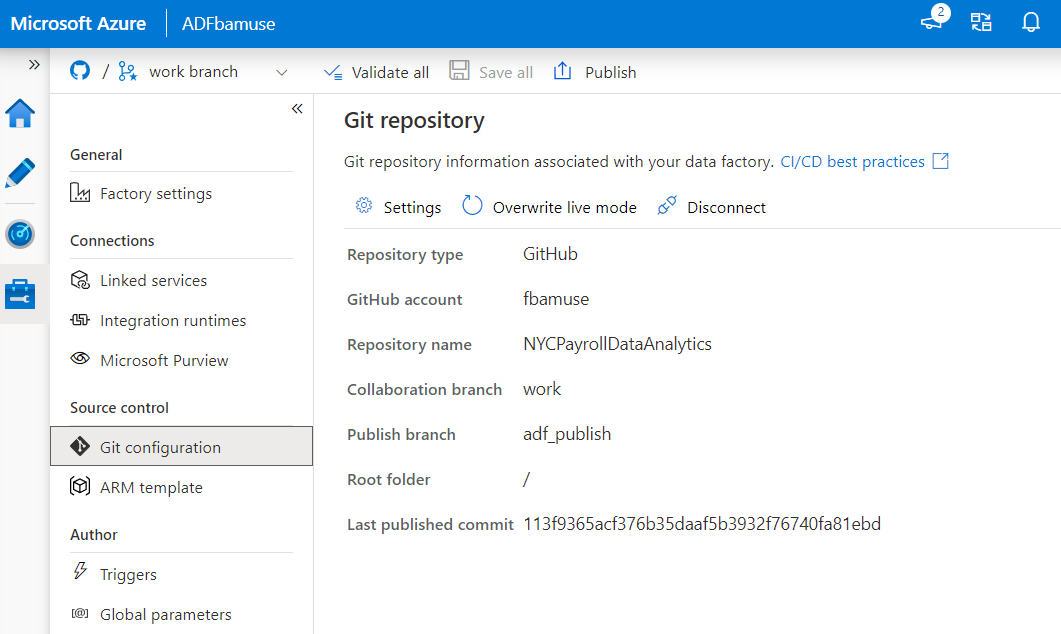 Microsoft Azure ADFbamuse 2
/ work branch Validate all Save all Publish
General
Factory settings
Connections
Linked services
Integration runtimes
Microsoft Purview
Source control
Git configuration
ARM template
Author
Triggers
Global parameters
Git repository
Git repository information associated with your data factory. CI/CD best practices
Settings Overwrite live mode Disconnect
Repository type GitHub
GitHub account fbamuse
Repository name NYCPayrollDataAnalytics
Collaboration branch work
Publish branch adf_publish
Root folder /
Last published commit 113f9365acf376b35daaf5b3932f76740fa81ebd